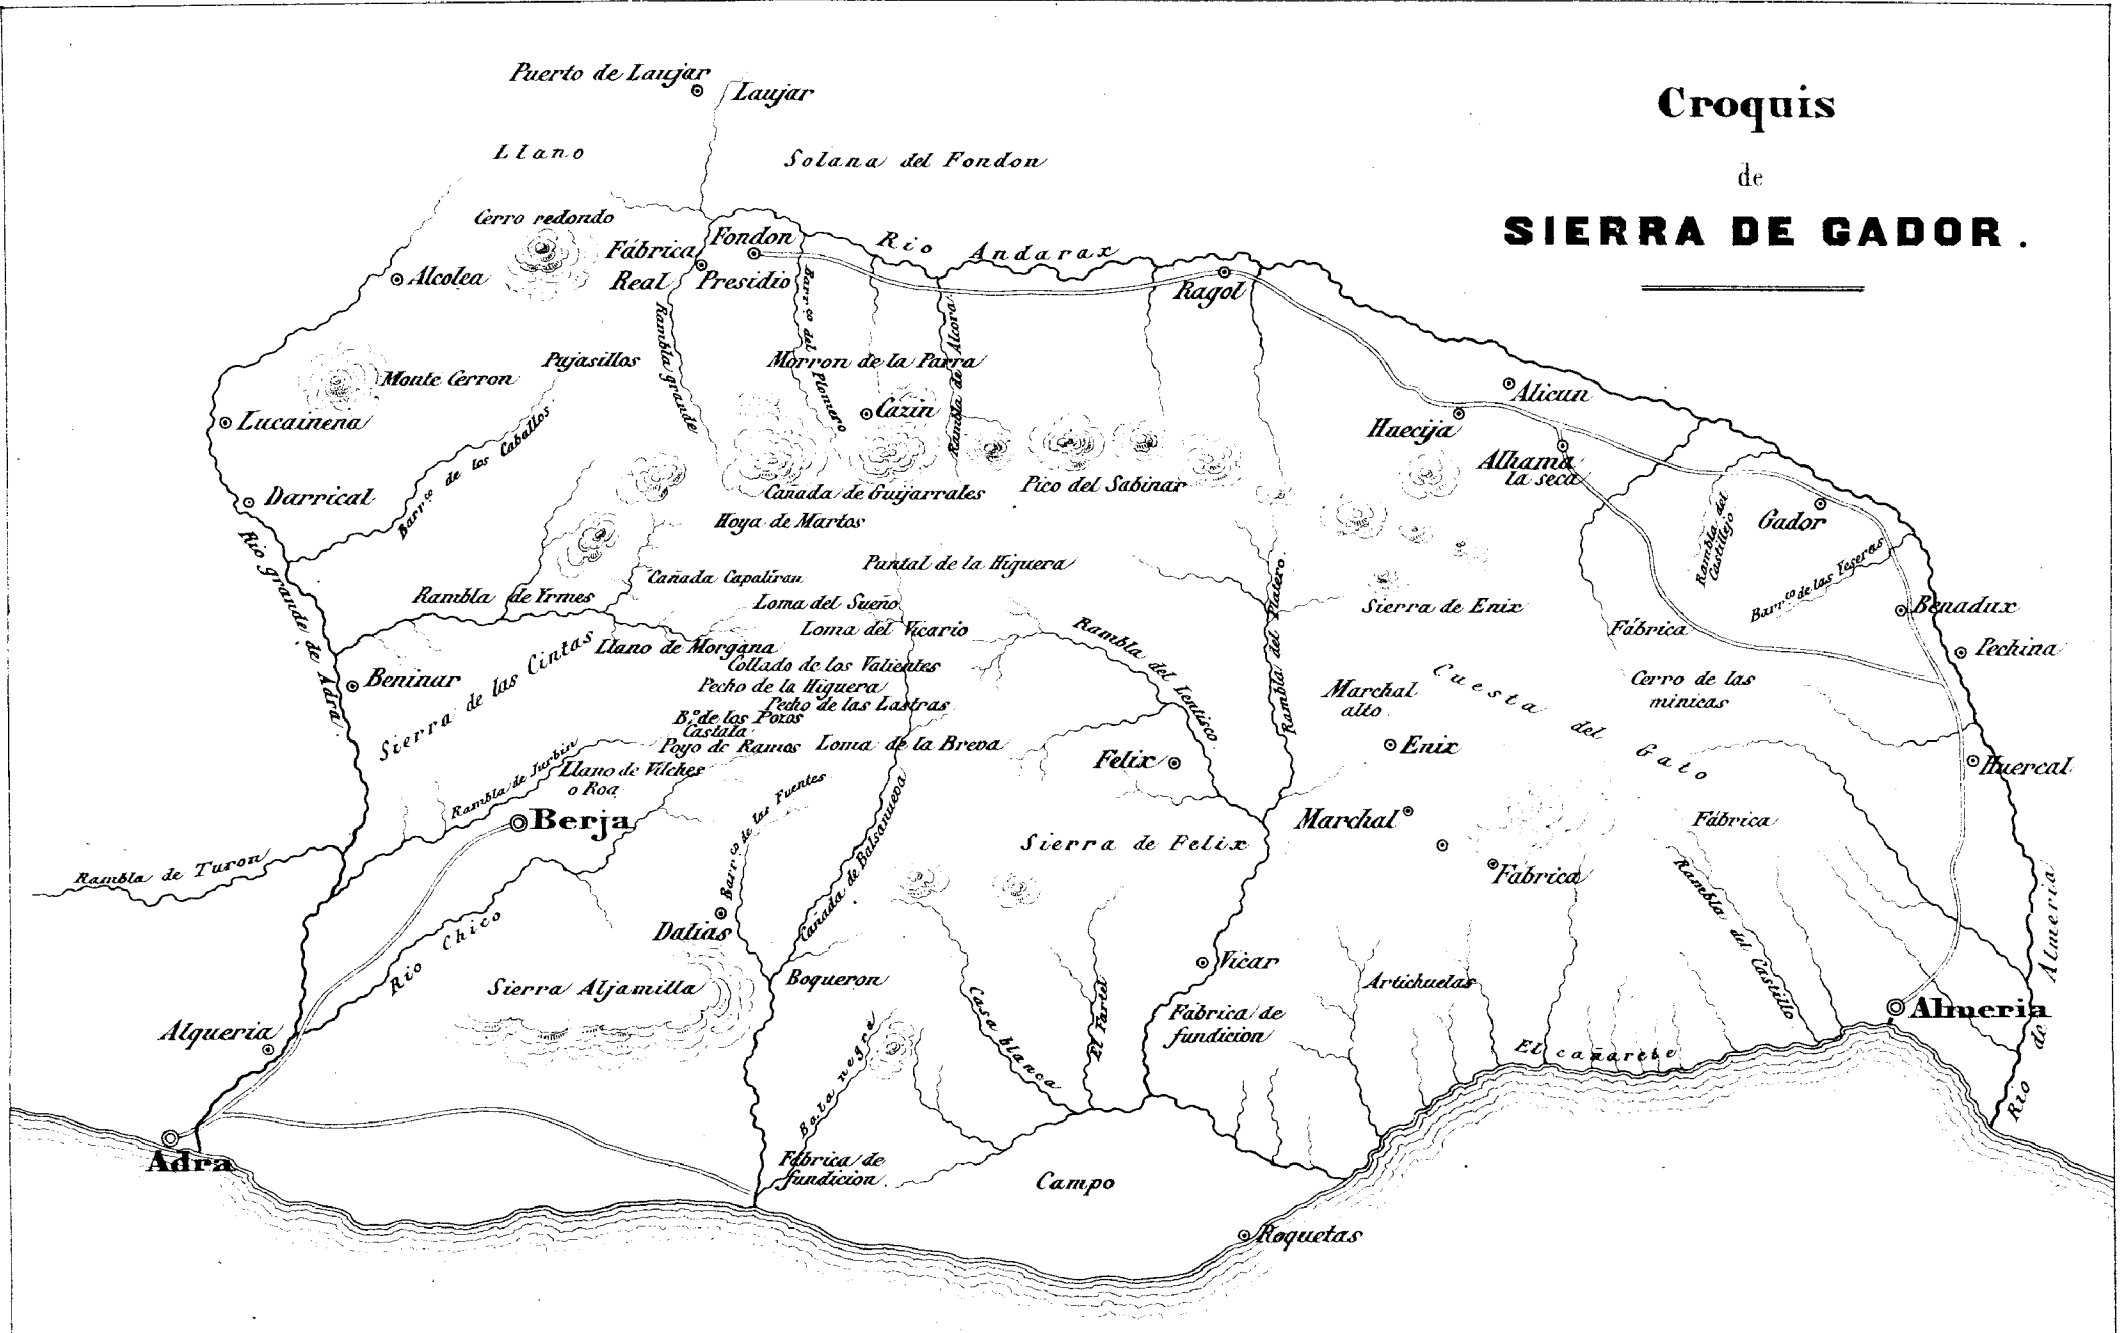 Croquis
de
SIERRA DE GADOR.
Puerto de Laujar
Laujar
Llano
Solana del Fondon
Cerro redondo
Fábrica
Real
Fondon
Presidio
Rio Andarax
Alcolea
Ragol
Monte Cerron
Pujasillos
Rambla grande
Barr.co del Plomero
Morron de la Parra
Rambla de Alcora
Cazin
Alicun
Huecija
Alhama
la seca
Lucainena
Barr.co de los Caballos
Darrical
Cañada de Guijarrales
Pico del Sabinar
Hoya de Martos
Gador
Rambla del
Castillejo
Barr.co de las Yeseras
Rio grande de Adra
Rambla de Yrmes
Cañada Capaliran
Puntal de la Higuera
Loma del Sueño
Loma del Vicario
Rambla del Platero.
Sierra de Enix
Fábrica
Benadux
Pechina
Beninar
Sierra de las Cintas
Llano de Morgana
Collado de los Valientes
Pecho de la Higuera
Pecho de las Lastras
B.o de los Pozos
Castala
Poyo de Ramos
Loma de la Breva
Rambla del Lentisco
Marchal
alto.
Cuesta del Gato
Cerro de las
minicas
Rambla de Jurbin
Llano de Vilches
o Roa
Felix
Enix
Huercal
Berja
Barr.co de las Fuentes
Cañada de Balsanueva
Sierra de Felix
Marchal
Fábrica
Fábrica
Rambla de Turon
Rambla del Castillo
Rio Chico
Dalias
Vicar
Sierra Aljamilla
Boqueron
Casa blanca
El Fartel
Artichuelas
Fábrica de
fundicion
Almeria
Rio de Almeria
Alqueria
Bala negra
El cañarete
Adra
Fábrica de
fundicion.
Campo
Roquetas